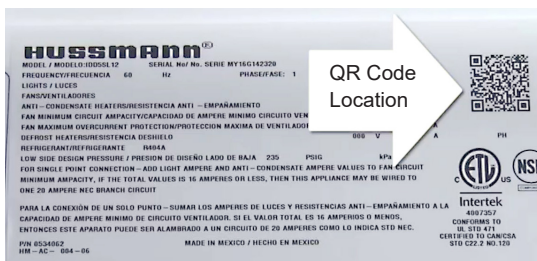 HUSSMANN®
MODEL / MODELO:IDD5SL12 SERIAL No/ No. SERIE MY16G142320
FREQUENCY/FRECUENCIA 60 Hz PHASE/FASE: 1
LIGHTS / LUCES
FANS/VENTILADORES
ANTI-CONDENSATE HEATERS/RESISTENCIA ANTI-EMPAÑAMIENTO
FAN MINIMUM CIRCUIT AMPACITY/CAPACIDAD DE AMPERE MINIMO CIRCUITO VEN
FAN MAXIMUM OVERCURRENT PROTECTION/PROTECCION MAXIMA DE VENTILADOR A
DEFROST HEATERS/RESISTENCIA DESHIELO 000 V A PH
REFRIGERANT/REFRIGERANTE R404A
LOW SIDE DESIGN PRESSURE / PRESION DE DISEÑO LADO DE BAJA 235 PSIG kPa
FOR SINGLE POINT CONNECTION-ADD LIGHT AMPERE AND ANTI-CONDENSATE AMPERE VALUES TO FAN CIRCUIT
MINIMUM AMPACITY, IF THE TOTAL VALUES IS 16 AMPERES OR LESS, THEN THIS APPLIANCE MAY BE WIRED TO
ONE 20 AMPERE NEC BRANCH CIRCUIT
PARA LA CONEXIÓN DE UN SOLO PUNTO-SUMAR LOS AMPERES DE LUCES Y RESISTENCIAS ANTI-EMPAÑAMIENTO A LA
CAPACIDAD DE AMPERE MINIMO DE CIRCUITO VENTILADOR. SI EL VALOR TOTAL ES 16 AMPERIOS O MENOS,
ENTONCES ESTE APARATO PUEDE SER ALAMBRADO A UN CIRCUITO DE 20 AMPERES COMO LO INDICA STD NEC.
P/N 0534062 MADE IN MEXICO / HECHO EN MEXICO
HM-AC- 004-06
QR Code
Location
C ETL US
NSF
Intertek
4007357
CONFORMS TO
UL STD 471
CERTIFIED TO CAN/CSA
STD C22.2 NO.120